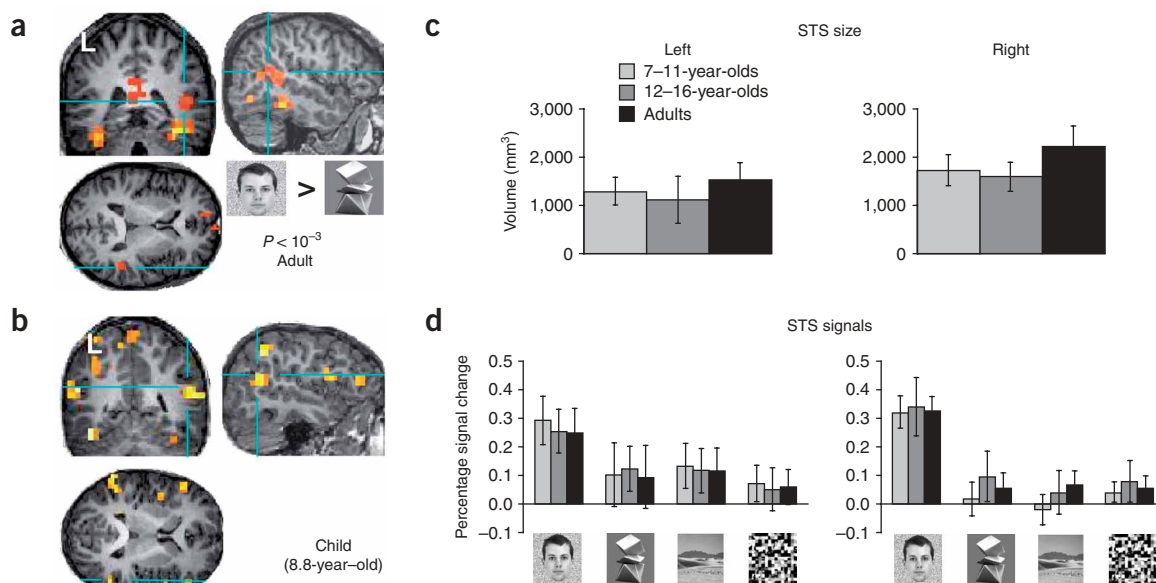 a
L
>
P < 10⁻³
Adult
b
L
Child
(8.8-year–old)
c
STS size
Left
Right
7–11-year-olds
12–16-year-olds
Adults
Volume (mm³)
3,000
2,000
1,000
0
3,000
2,000
1,000
0
d
STS signals
Percentage signal change
0.5
0.4
0.3
0.2
0.1
0.0
–0.1
0.5
0.4
0.3
0.2
0.1
0.0
–0.1